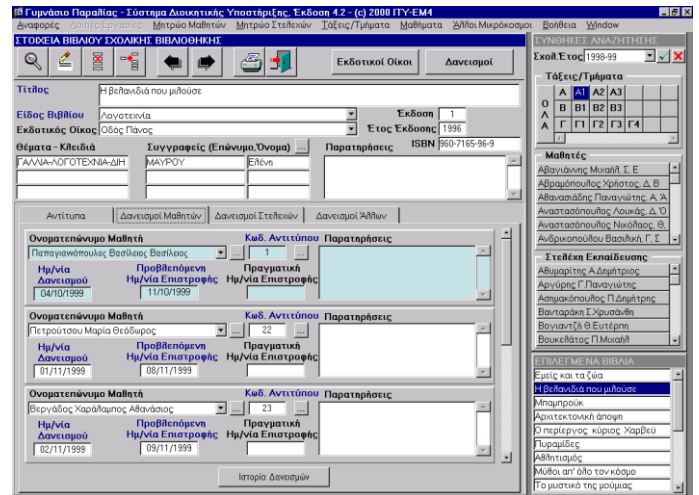 Γυμνάσιο Παραλίας - Σύστημα Διοικητικής Υποστήριξης, Έκδοση 4.2 - (c) 2000 ΙΤΥ-ΕΜ4
Αναφορές Λοιπές Εργασίες Μητρώο Μαθητών Μητρώο Στελεχών Τάξεις/Τμήματα Μαθήματα Άλλοι Μικρόκοσμοι Βοήθεια Window
ΣΤΟΙΧΕΙΑ ΒΙΒΛΙΟΥ ΣΧΟΛΙΚΗΣ ΒΙΒΛΙΟΘΗΚΗΣ
Εκδοτικοί Οίκοι Δανεισμοί
Τίτλος Η βελανιδιά που μιλούσε
Είδος Βιβλίου Λογοτεχνία Έκδοση 1
Εκδοτικός Οίκος Οδός Πάνος Έτος Έκδοσης 1996
Θέματα - Κλειδιά Συγγραφείς (Επώνυμο,Όνομα) ... Παρατηρήσεις ISBN 960-7165-96-9
ΓΑΛΛΙΑ-ΛΟΓΟΤΕΧΝΙΑ-ΔΙΗ ΜΑΥΡΟΥ Ελένη
Αντίτυπα Δανεισμοί Μαθητών Δανεισμοί Στελεχών Δανεισμοί Άλλων
Ονοματεπώνυμο Μαθητή Κωδ. Αντιτύπου Παρατηρήσεις
Παπαγιαννόπουλος Βασίλειος Βασίλειος ... 1 ...
Ημ/νία Δανεισμού Προβλεπόμενη Ημ/νία Επιστροφής Πραγματική Ημ/νία Επιστροφής
04/10/1999 11/10/1999
Ονοματεπώνυμο Μαθητή Κωδ. Αντιτύπου Παρατηρήσεις
Πετρούτσου Μαρία Θεόδωρος ... 22 ...
Ημ/νία Δανεισμού Προβλεπόμενη Ημ/νία Επιστροφής Πραγματική Ημ/νία Επιστροφής
01/11/1999 08/11/1999
Ονοματεπώνυμο Μαθητή Κωδ. Αντιτύπου Παρατηρήσεις
Βεργάδος Χαράλαμπος Αθανάσιος ... 23 ...
Ημ/νία Δανεισμού Προβλεπόμενη Ημ/νία Επιστροφής Πραγματική Ημ/νία Επιστροφής
02/11/1999 09/11/1999
Ιστορία Δανεισμών
ΣΥΝΘΗΚΕΣ ΑΝΑΖΗΤΗΣΗΣ
Σχολ.Έτος 1998-99
Τάξεις/Τμήματα
Ο Λ Α
Α Α1 Α2 Α3
Β Β1 Β2 Β3
Γ Γ1 Γ2 Γ3 Γ4
Μαθητές
Αβαγιάννης Μιχαήλ Σ, Ε
Αβραμόπουλος Χρήστος, Δ, Β
Αθανασιάδης Παναγιώτης, Α, Ά
Αναστασόπουλος Λουκάς, Δ, Ό
Αναστασόπουλος Νικόλαος, Θ,
Ανδρικοπούλου Βασιλική, Γ, Σ
Στελέχη Εκπαίδευσης
Αθυμαρίτης Α.Δημήτριος
Αργύρης Γ.Παναγιώτης
Ασημακόπουλος Π.Δημήτρης
Βανταράκη Σ.Χρυσάνθη
Βογιαντζή Θ.Ευτέρπη
Βουκελάτος Π.Μιχαήλ
ΕΠΙΛΕΓΜΕΝΑ ΒΙΒΛΙΑ
Εμείς και τα ζώα
Η βελανιδιά που μιλούσε
Μπαμπρούκ
Αρχιτεκτονική άποψη
Ο περίεργος κύριος Χαρβεϋ
Πυραμίδες
Αθλητισμός
Μύθοι απ' όλο τον κόσμο
Το μυστικό της μούμιας